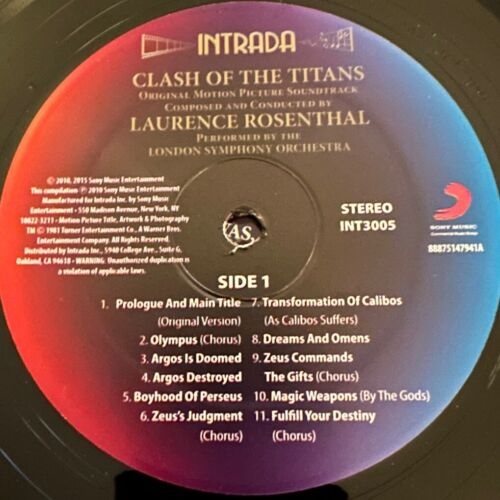 INTRADA
CLASH OF THE TITANS
ORIGINAL MOTION PICTURE SOUNDTRACK
COMPOSED AND CONDUCTED BY
LAURENCE ROSENTHAL
PERFORMED BY THE
LONDON SYMPHONY ORCHESTRA
© 2010, 2015 Sony Music Entertainment
This compilation ℗ 2010 Sony Music Entertainment
Manufactured for Intrada Inc. by Sony Music
Entertainment • 550 Madison Avenue, New York, NY
10022-3211 • Motion Picture Title, Artwork & Photography
TM © 1981 Turner Entertainment Co., A Warner Bros.
Entertainment Company. All Rights Reserved.
Distributed by Intrada Inc., 5940 College Ave., Suite G,
Oakland, CA 94618 • WARNING: Unauthorized duplication is
a violation of applicable laws.
As.
STEREO
INT3005
SONY MUSIC
Commercial Music Group
88875147941A
SIDE 1
1. Prologue And Main Title
(Original Version)
2. Olympus (Chorus)
3. Argos Is Doomed
4. Argos Destroyed
5. Boyhood Of Perseus
6. Zeus's Judgment
(Chorus)
7. Transformation Of Calibos
(As Calibos Suffers)
8. Dreams And Omens
9. Zeus Commands
The Gifts (Chorus)
10. Magic Weapons (By The Gods)
11. Fulfill Your Destiny
(Chorus)